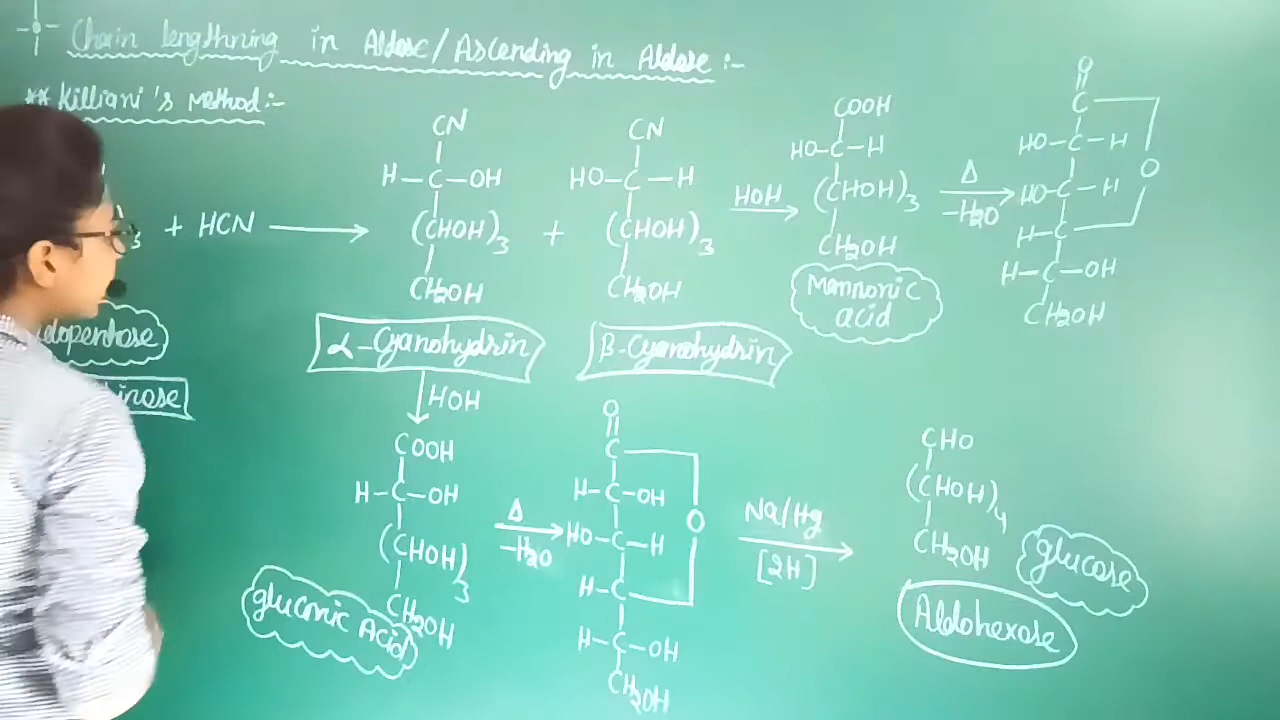 Chain lengthning in Aldose/Ascending in Aldose :-
** Killiani's Method:-
+ HCN
CN
H-C-OH
(CHOH)3
CH2OH
α-Cyanohydrin
+
CN
HO-C-H
(CHOH)3
CH2OH
β-Cyanohydrin
HOH
COOH
HO-C-H
(CHOH)3
CH2OH
Mannonic
acid
Δ
-H2O
O
C
HO-C-H
HO-C-H
O
H-C
H-C-OH
CH2OH
HOH
COOH
H-C-OH
(CHOH)3
CH2OH
gluconic Acid
Δ
-H2O
O
C
H-C-OH
O
HO-C-H
H-C
H-C-OH
CH2OH
Na/Hg
[2H]
CHO
(CHOH)4
CH2OH
glucose
Aldohexose